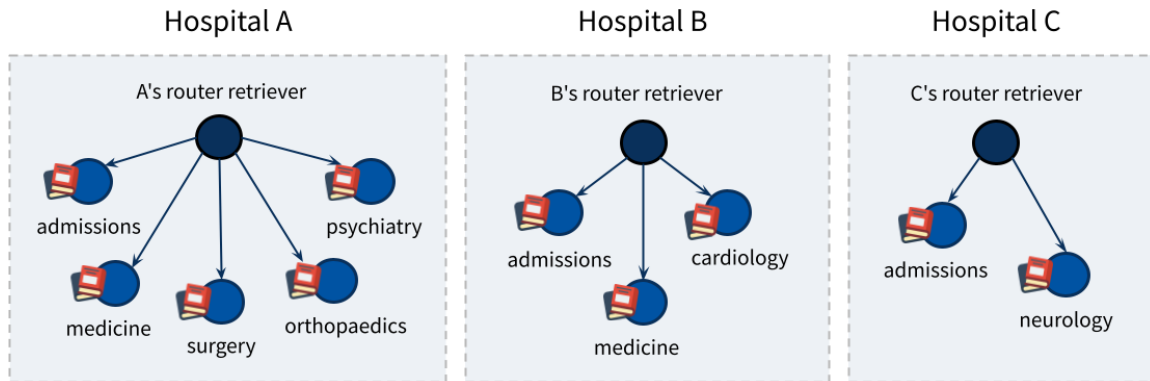 Hospital A
A's router retriever
admissions
psychiatry
medicine
surgery
orthopaedics
Hospital B
B's router retriever
admissions
cardiology
medicine
Hospital C
C's router retriever
admissions
neurology